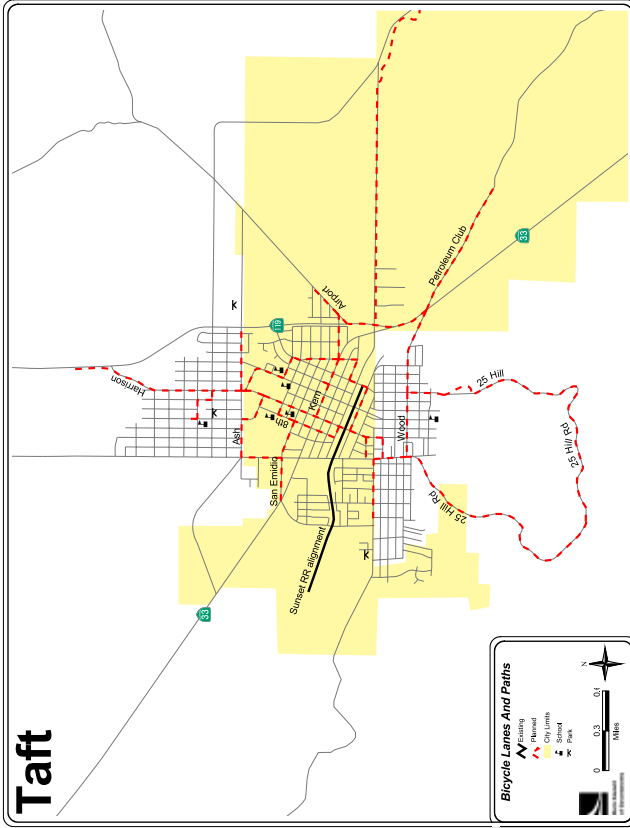 Taft
Harrison
Airport
119
Petroleum Club
33
Ash
8th
Kern
San Emidio
Wood
25 Hill
25 Hill Rd
25 Hill Rd
Sunset RR alignment
33
Bicycle Lanes And Paths
Existing
Planned
City Limits
School
Park
N
0 0.3
Miles